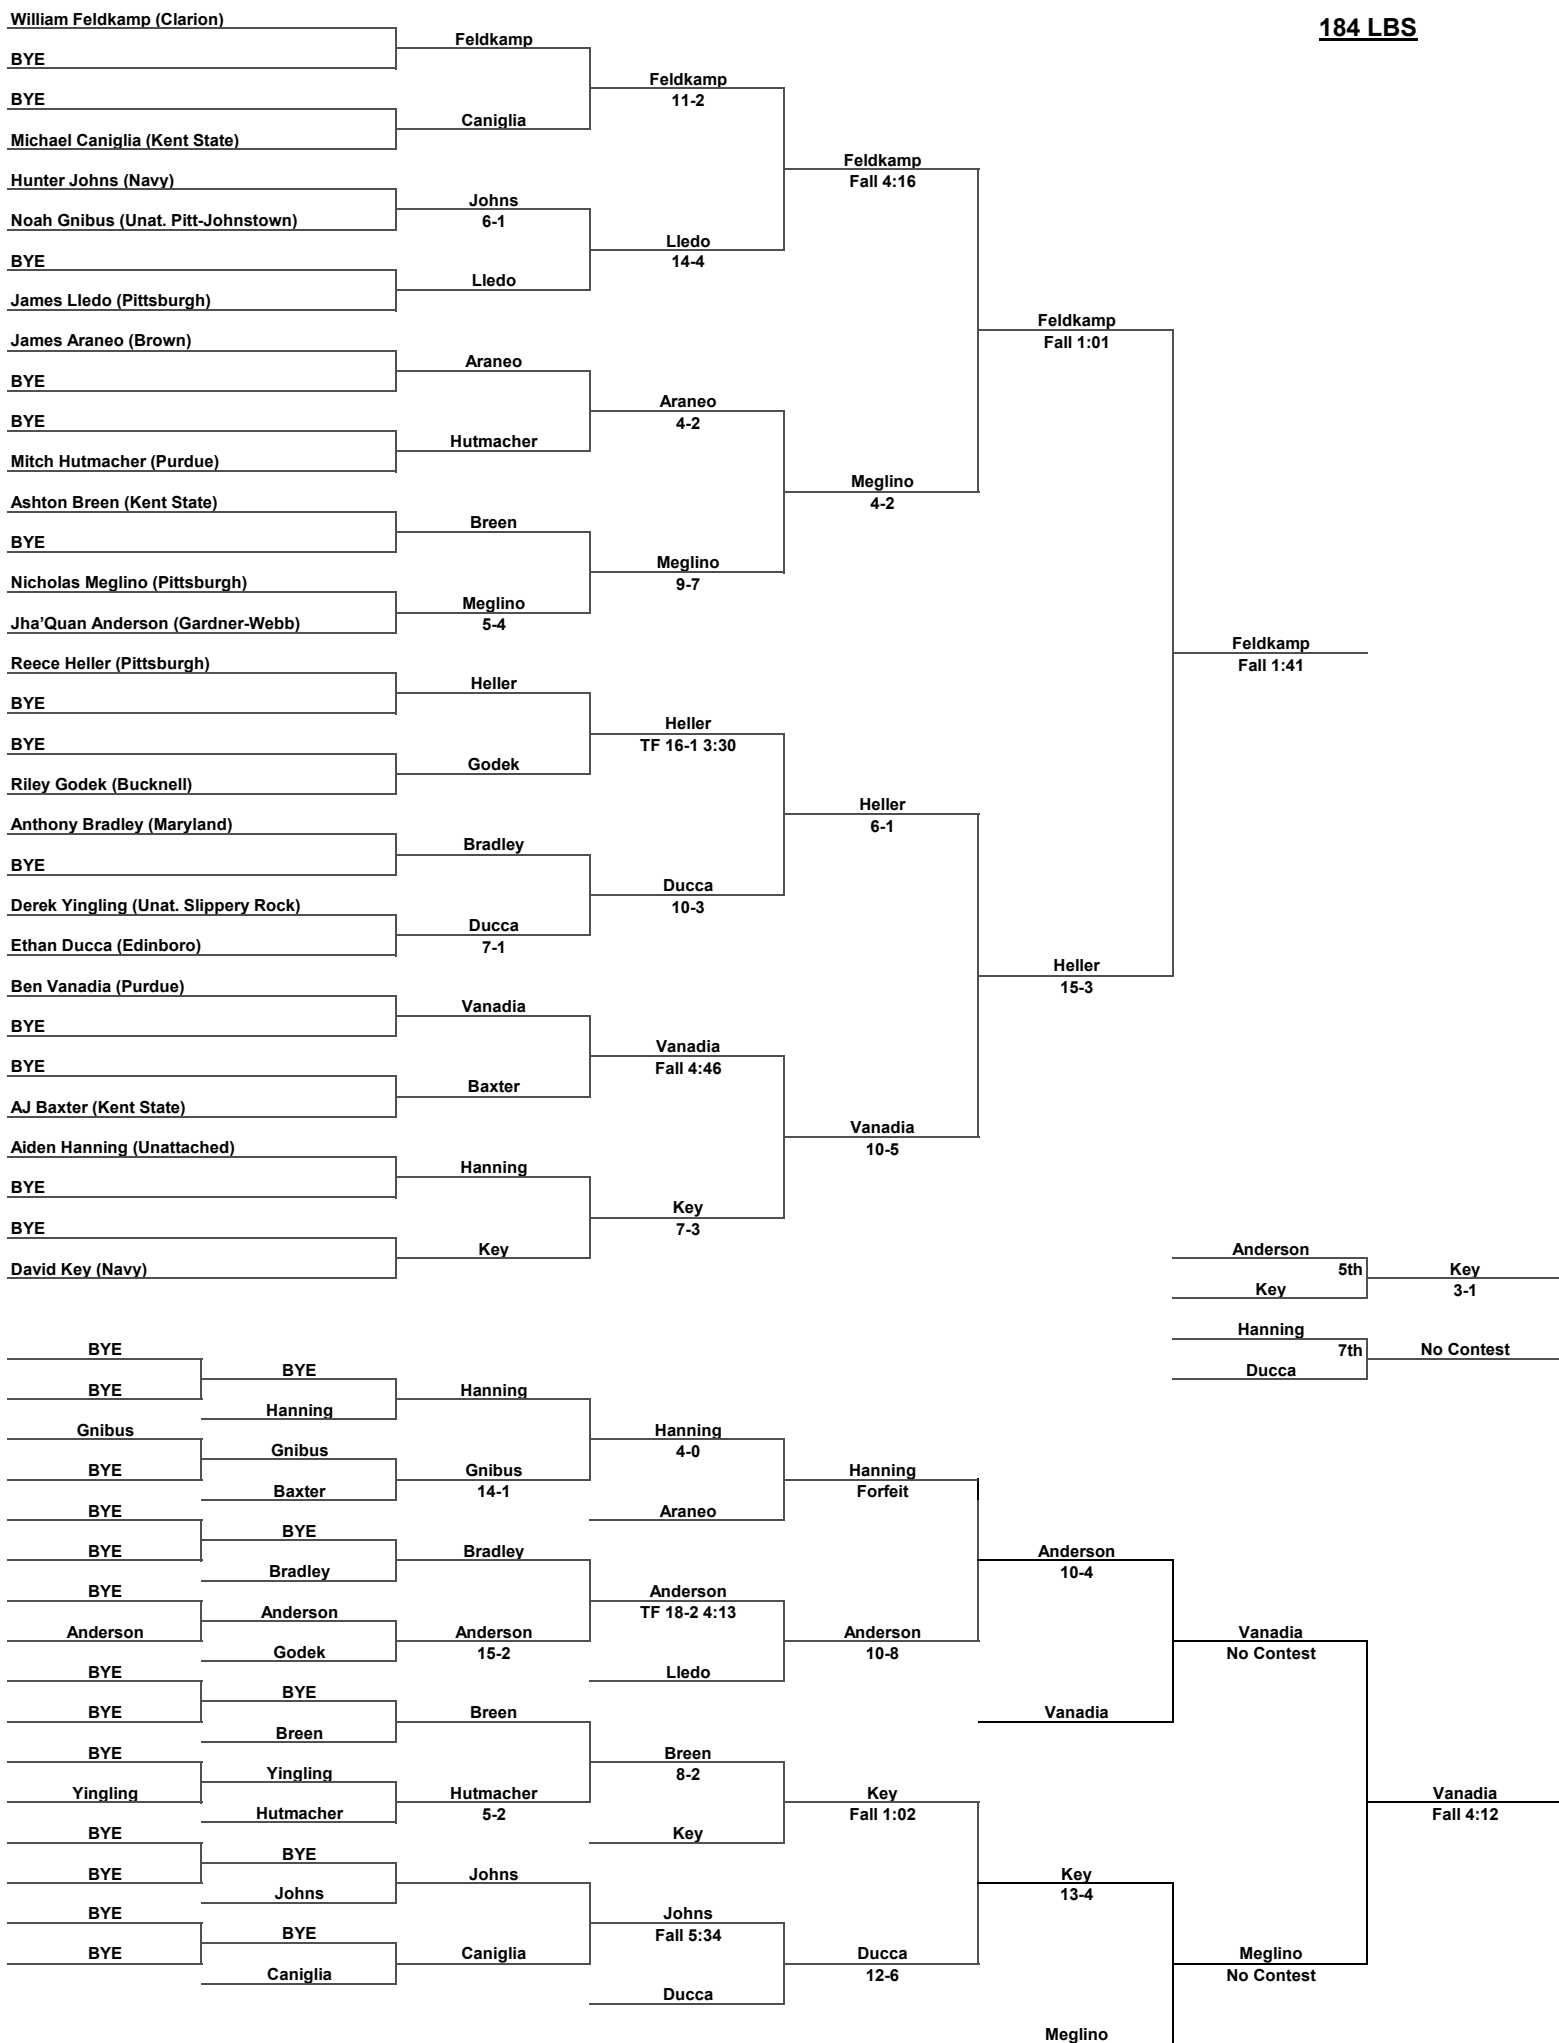 184 LBS
William Feldkamp (Clarion)
BYE
BYE
Michael Caniglia (Kent State)
Hunter Johns (Navy)
Noah Gnibus (Unat. Pitt-Johnstown)
BYE
James Lledo (Pittsburgh)
James Araneo (Brown)
BYE
BYE
Mitch Hutmacher (Purdue)
Ashton Breen (Kent State)
BYE
Nicholas Meglino (Pittsburgh)
Jha'Quan Anderson (Gardner-Webb)
Reece Heller (Pittsburgh)
BYE
BYE
Riley Godek (Bucknell)
Anthony Bradley (Maryland)
BYE
Derek Yingling (Unat. Slippery Rock)
Ethan Ducca (Edinboro)
Ben Vanadia (Purdue)
BYE
BYE
AJ Baxter (Kent State)
Aiden Hanning (Unattached)
BYE
BYE
David Key (Navy)
Feldkamp
Caniglia
Johns
6-1
Lledo
Araneo
Hutmacher
Breen
Meglino
5-4
Heller
Godek
Bradley
Ducca
7-1
Vanadia
Baxter
Hanning
Key
Feldkamp
11-2
Lledo
14-4
Araneo
4-2
Meglino
9-7
Heller
TF 16-1 3:30
Ducca
10-3
Vanadia
Fall 4:46
Key
7-3
Feldkamp
Fall 4:16
Meglino
4-2
Heller
6-1
Vanadia
10-5
Feldkamp
Fall 1:01
Heller
15-3
Feldkamp
Fall 1:41
Anderson
5th
Key
Key
3-1
Hanning
7th
Ducca
No Contest
BYE
BYE
Gnibus
BYE
BYE
BYE
BYE
Anderson
BYE
BYE
BYE
Yingling
BYE
BYE
BYE
BYE
BYE
Hanning
Gnibus
Baxter
BYE
Bradley
Anderson
Godek
BYE
Breen
Yingling
Hutmacher
BYE
Johns
BYE
Caniglia
Hanning
Gnibus
14-1
Bradley
Anderson
15-2
Breen
Hutmacher
5-2
Johns
Caniglia
Hanning
4-0
Araneo
Anderson
TF 18-2 4:13
Lledo
Breen
8-2
Key
Johns
Fall 5:34
Ducca
Hanning
Forfeit
Anderson
10-8
Key
Fall 1:02
Ducca
12-6
Anderson
10-4
Vanadia
Key
13-4
Meglino
Vanadia
No Contest
Meglino
No Contest
Vanadia
Fall 4:12